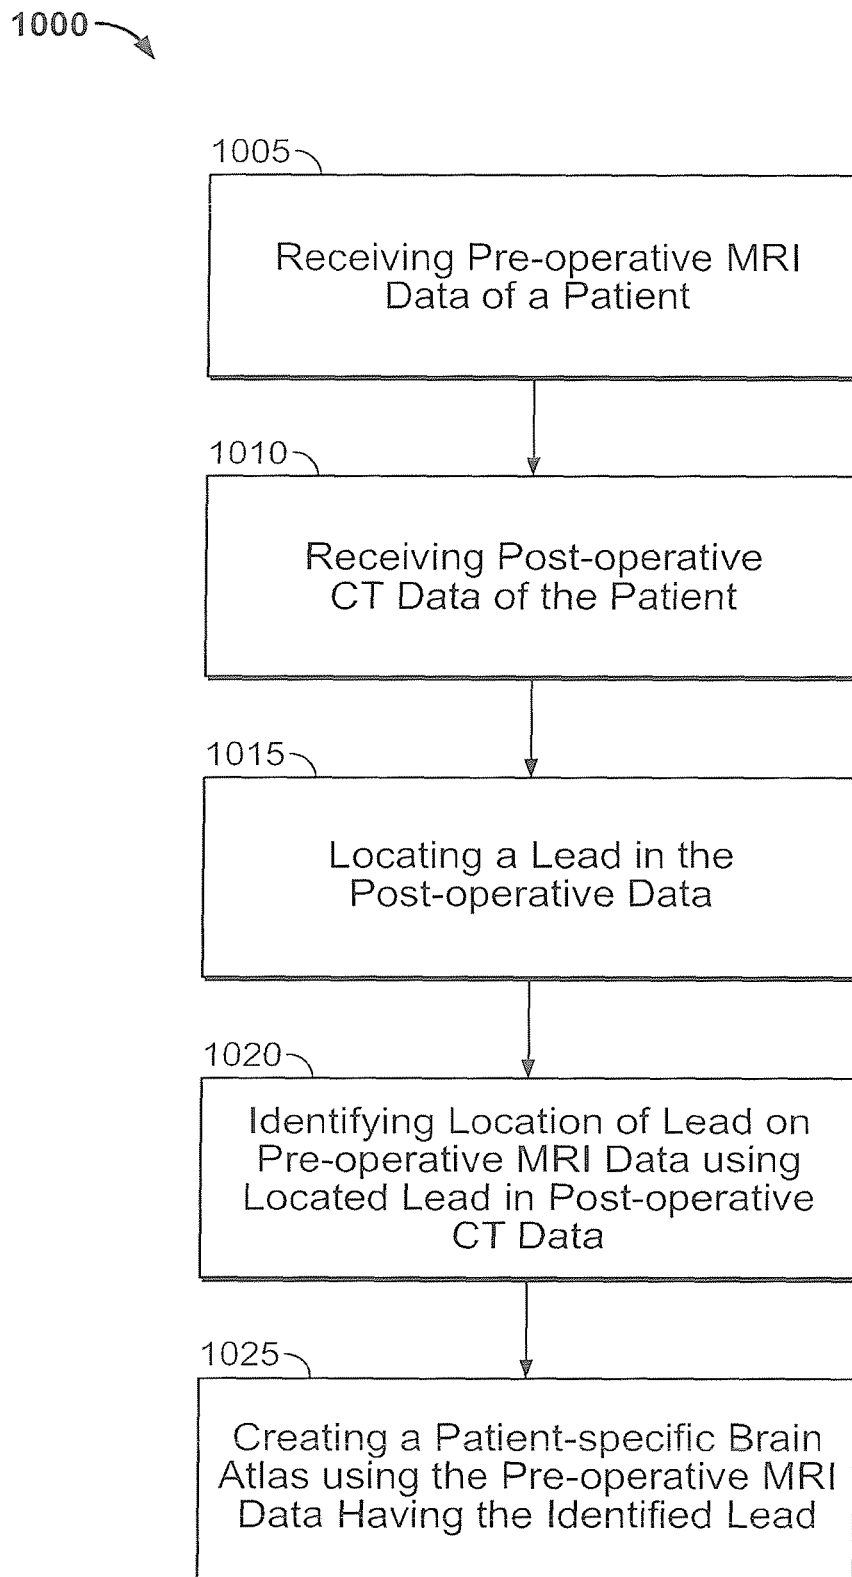 1000
1005
Receiving Pre-operative MRI
Data of a Patient
1010
Receiving Post-operative
CT Data of the Patient
1015
Locating a Lead in the
Post-operative Data
1020
Identifying Location of Lead on
Pre-operative MRI Data using
Located Lead in Post-operative
CT Data
1025
Creating a Patient-specific Brain
Atlas using the Pre-operative MRI
Data Having the Identified Lead